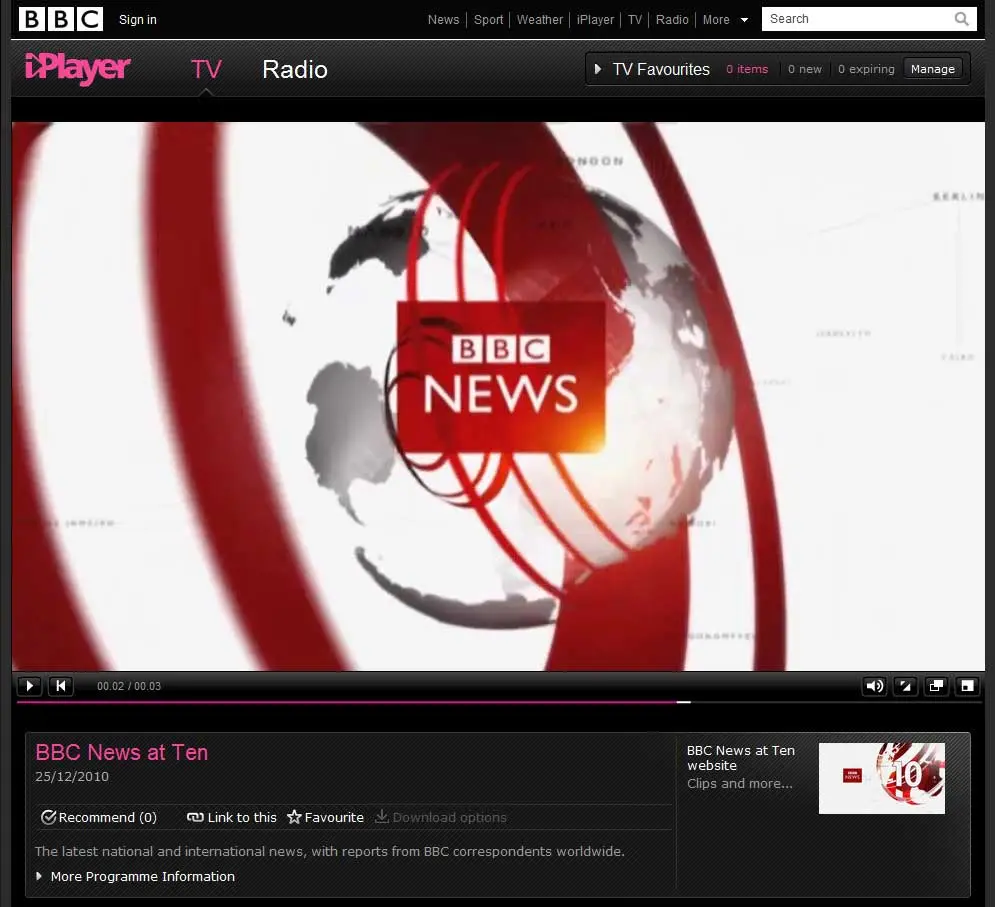 BBC Sign in News Sport Weather iPlayer TV Radio More Search
iPlayer TV Radio TV Favourites 0 items 0 new 0 expiring Manage
BERLIN
BBC
NEWS
00.02 / 00.03
BBC News at Ten
25/12/2010
Recommend (0) Link to this Favourite Download options
The latest national and international news, with reports from BBC correspondents worldwide.
More Programme Information
BBC News at Ten
website
Clips and more...
BBC
NEWS
10